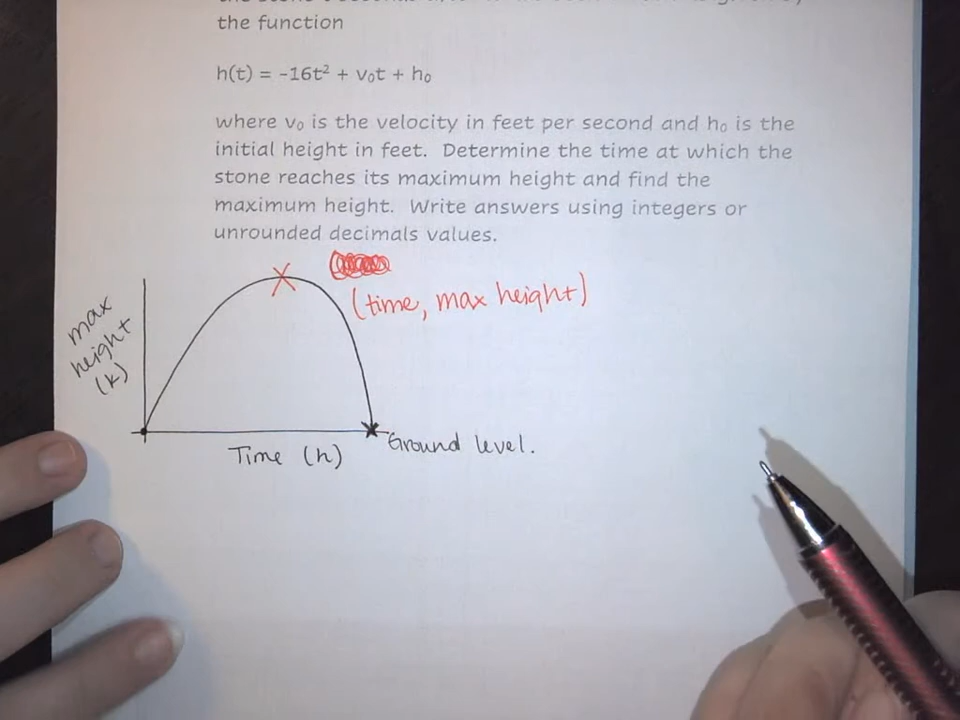 the function
h(t) = -16t² + v₀t + h₀
where v₀ is the velocity in feet per second and h₀ is the
initial height in feet. Determine the time at which the
stone reaches its maximum height and find the
maximum height. Write answers using integers or
unrounded decimals values.
(time, max height)
max
height
(k)
Time (h)
Ground level.